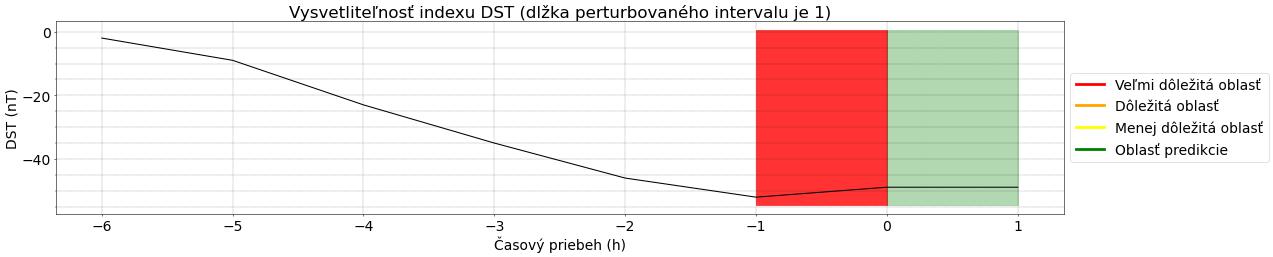 Vysvetliteľnosť indexu DST (dlžka perturbovaného intervalu je 1)
DST (nT)
0
−20
−40
−6 −5 −4 −3 −2 −1 0 1
Časový priebeh (h)
Veľmi dôležitá oblasť
Dôležitá oblasť
Menej dôležitá oblasť
Oblasť predikcie